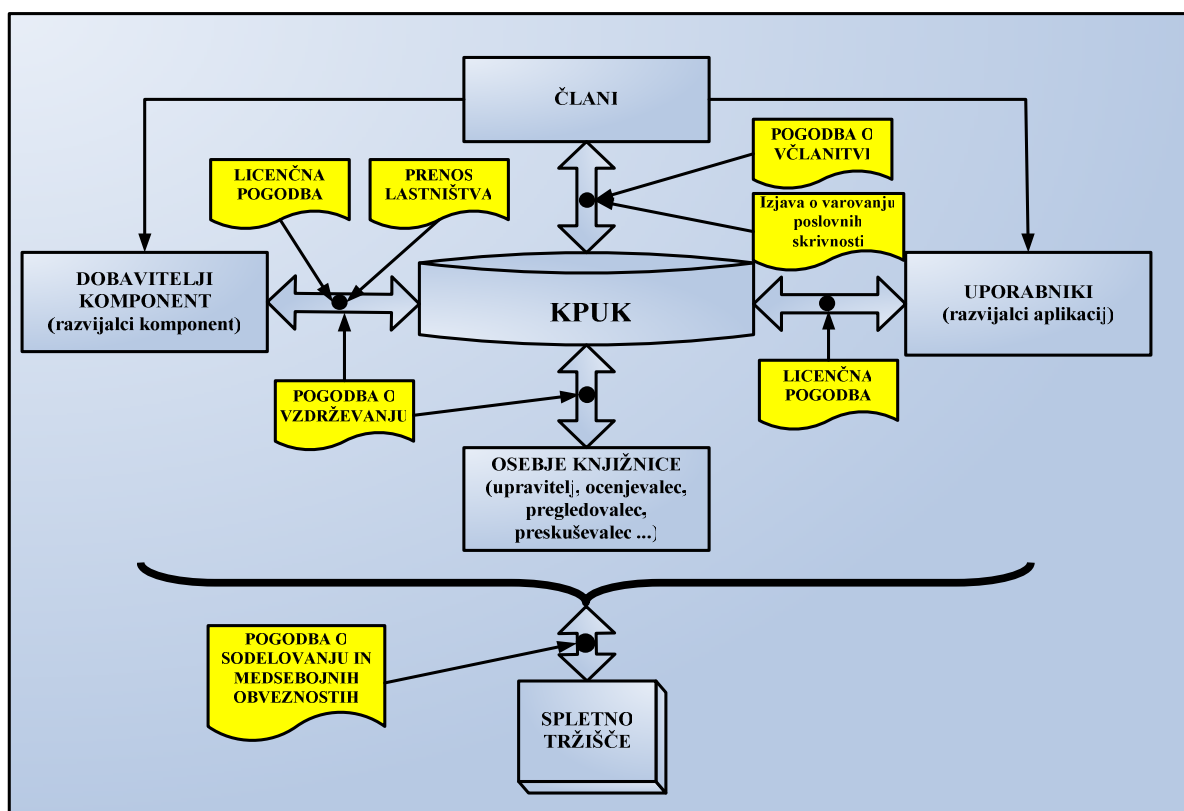 ČLANI
POGODBA O
VČLANITVI
LICENČNA
POGODBA
PRENOS
LASTNIŠTVA
Izjava o varovanju
poslovnih
skrivnosti
DOBAVITELJI
KOMPONENT
(razvijalci komponent)
KPUK
UPORABNIKI
(razvijalci aplikacij)
POGODBA O
VZDRŽEVANJU
LICENČNA
POGODBA
OSEBJE KNJIŽNICE
(upravitelj, ocenjevalec,
pregledovalec,
preskuševalec ...)
POGODBA O
SODELOVANJU IN
MEDSEBOJNIH
OBVEZNOSTIH
SPLETNO
TRŽIŠČE